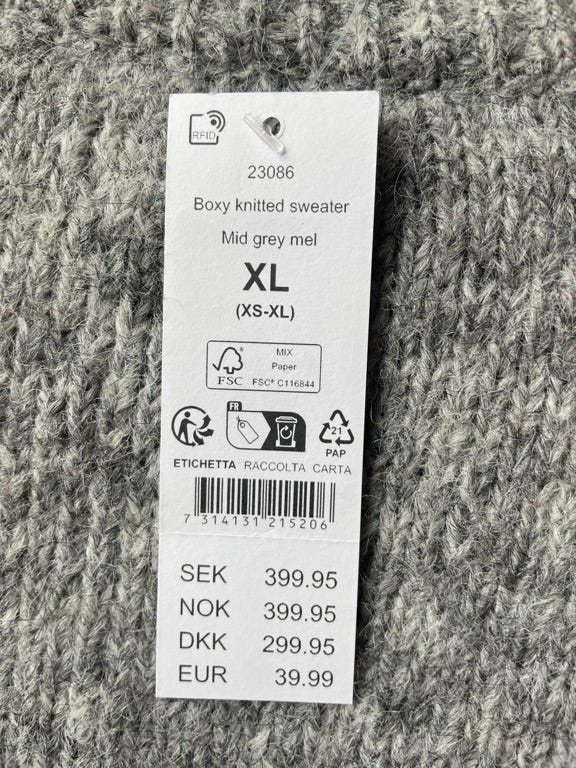 RFID
23086
Boxy knitted sweater
Mid grey mel
XL
(XS-XL)
MIX
Paper
FSC
FSC® C116844
FR
21
PAP
ETICHETTA RACCOLTA CARTA
7 314131 215206
SEK 399.95
NOK 399.95
DKK 299.95
EUR 39.99